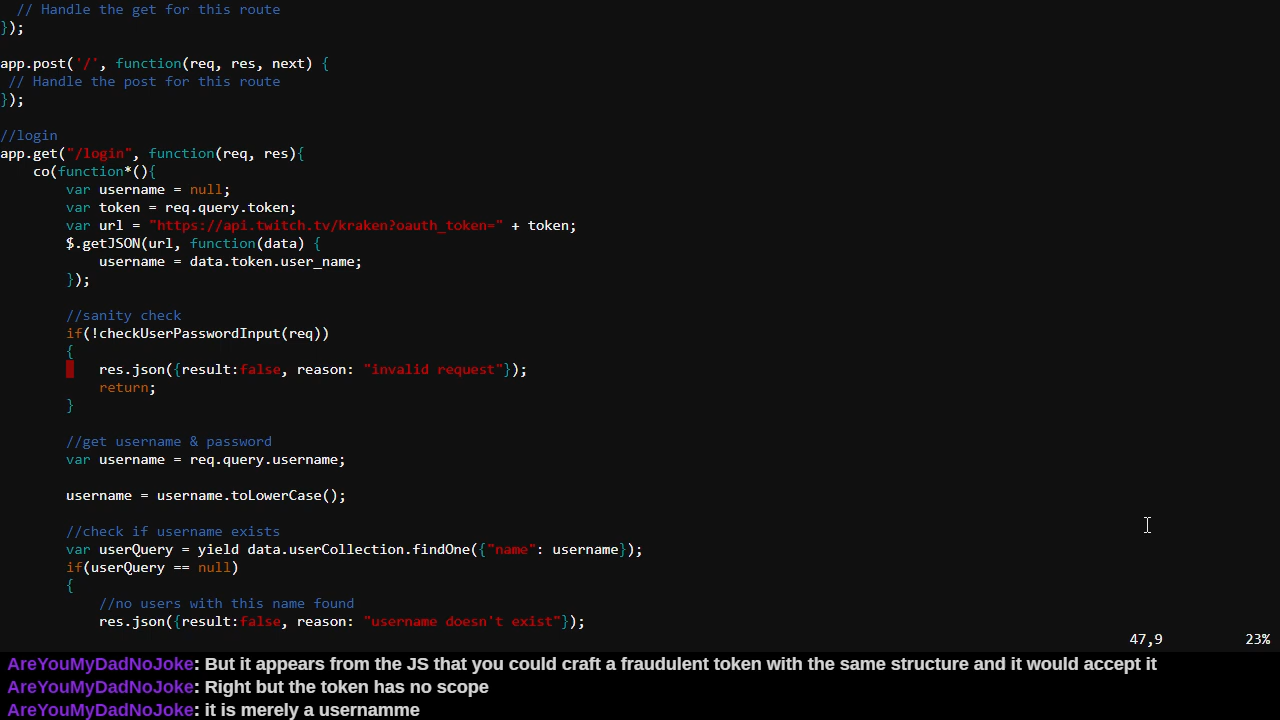 // Handle the get for this route
});
app.post('/', function(req, res, next) {
// Handle the post for this route
});
//login
app.get("/login", function(req, res){
co(function*(){
var username = null;
var token = req.query.token;
var url = "https://api.twitch.tv/kraken?oauth_token=" + token;
$.getJSON(url, function(data) {
username = data.token.user_name;
});
//sanity check
if(!checkUserPasswordInput(req))
{
res.json({result:false, reason: "invalid request"});
return;
}
//get username & password
var username = req.query.username;
username = username.toLowerCase();
//check if username exists
var userQuery = yield data.userCollection.findOne({"name": username});
if(userQuery == null)
{
//no users with this name found
res.json({result:false, reason: "username doesn't exist"});
47,9 23%
AreYouMyDadNoJoke: But it appears from the JS that you could craft a fraudulent token with the same structure and it would accept it
AreYouMyDadNoJoke: Right but the token has no scope
AreYouMyDadNoJoke: it is merely a usernamme